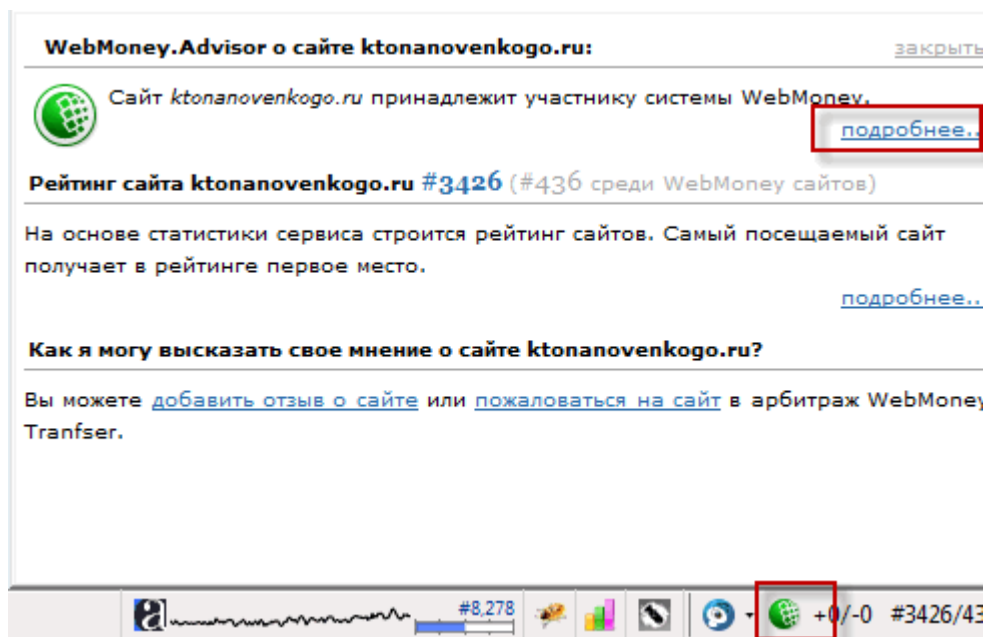 WebMoney.Advisor о сайте ktonanovenkogo.ru: закрыть
Сайт ktonanovenkogo.ru принадлежит участнику системы WebMoney.
подробнее..
Рейтинг сайта ktonanovenkogo.ru #3426 (#436 среди WebMoney сайтов)
На основе статистики сервиса строится рейтинг сайтов. Самый посещаемый сайт
получает в рейтинге первое место.
подробнее..
Как я могу высказать свое мнение о сайте ktonanovenkogo.ru?
Вы можете добавить отзыв о сайте или пожаловаться на сайт в арбитраж WebMoney
Tranfser.
a #8,278 +0/-0 #3426/43